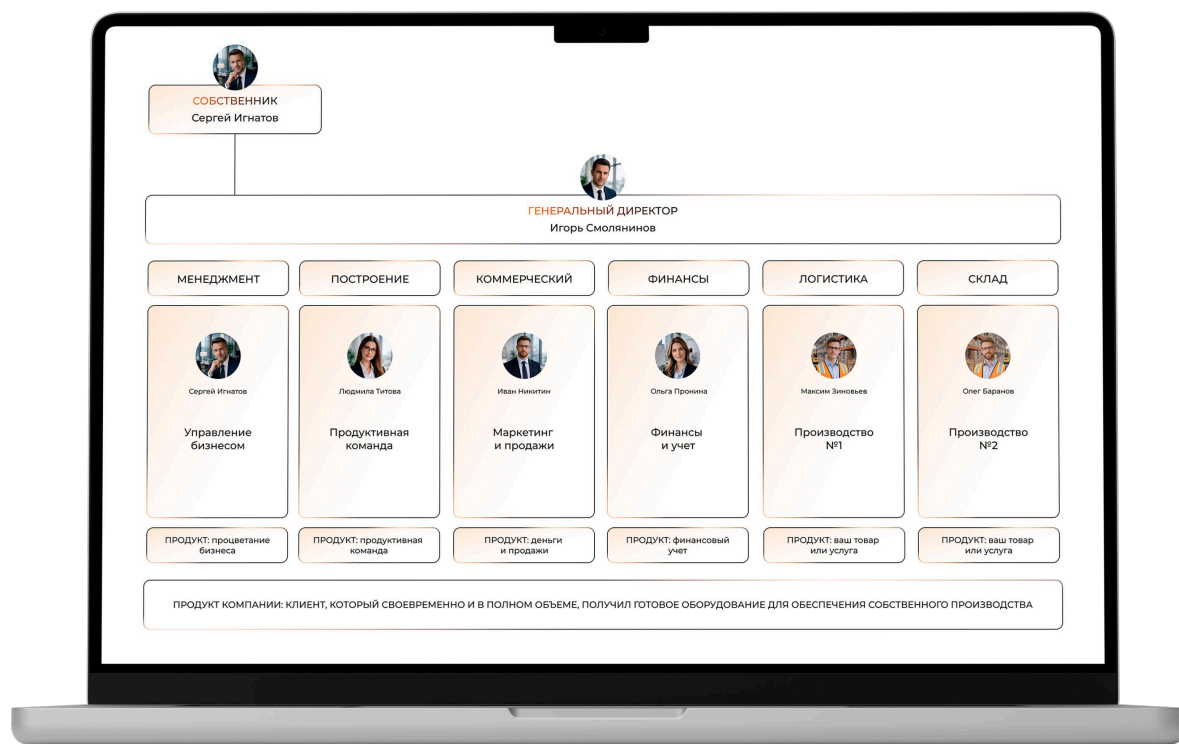 СОБСТВЕННИК
Сергей Игнатов
ГЕНЕРАЛЬНЫЙ ДИРЕКТОР
Игорь Смолянинов
МЕНЕДЖМЕНТ
ПОСТРОЕНИЕ
КОММЕРЧЕСКИЙ
ФИНАНСЫ
ЛОГИСТИКА
СКЛАД
Сергей Игнатов
Управление
бизнесом
Людмила Титова
Продуктивная
команда
Иван Никитин
Маркетинг
и продажи
Ольга Пронина
Финансы
и учет
Максим Зиновьев
Производство
№1
Олег Баранов
Производство
№2
ПРОДУКТ: процветание
бизнеса
ПРОДУКТ: продуктивная
команда
ПРОДУКТ: деньги
и продажи
ПРОДУКТ: финансовый
учет
ПРОДУКТ: ваш товар
или услуга
ПРОДУКТ: ваш товар
или услуга
ПРОДУКТ КОМПАНИИ: КЛИЕНТ, КОТОРЫЙ СВОЕВРЕМЕННО И В ПОЛНОМ ОБЪЕМЕ, ПОЛУЧИЛ ГОТОВОЕ ОБОРУДОВАНИЕ ДЛЯ ОБЕСПЕЧЕНИЯ СОБСТВЕННОГО ПРОИЗВОДСТВА